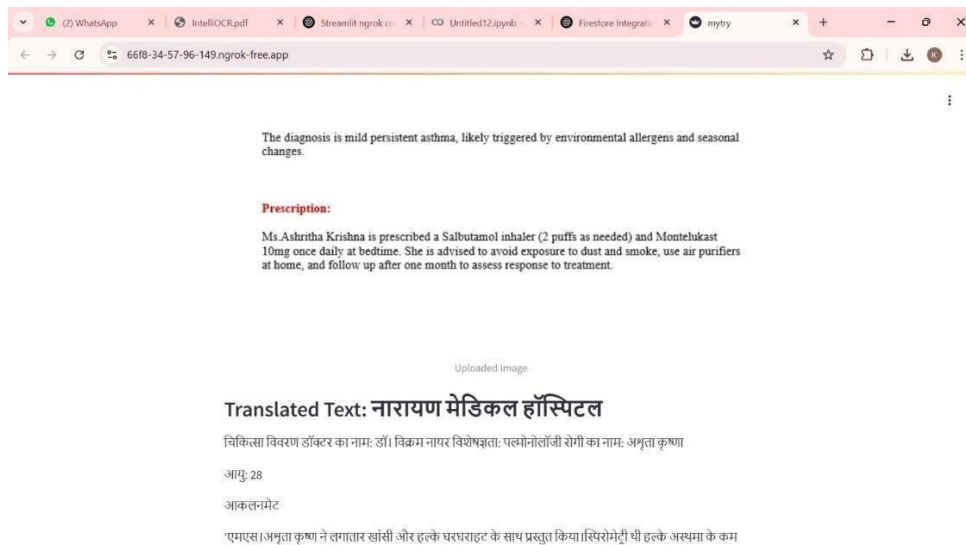 (2) WhatsApp
IntelliOCR.pdf
Streamlit ngrok co
Untitled12.ipynb -
Firestore Integrati
mytry
66f8-34-57-96-149.ngrok-free.app
K
The diagnosis is mild persistent asthma, likely triggered by environmental allergens and seasonal
changes.
Prescription:
Ms.Ashritha Krishna is prescribed a Salbutamol inhaler (2 puffs as needed) and Montelukast
10mg once daily at bedtime. She is advised to avoid exposure to dust and smoke, use air purifiers
at home, and follow up after one month to assess response to treatment.
Uploaded Image
Translated Text: नारायण मेडिकल हॉस्पिटल
चिकित्सा विवरण डॉक्टर का नाम: डॉ। विक्रम नायर विशेषज्ञता: पल्मोनोलॉजी रोगी का नाम: अश्रृता कृष्णा
आयु: 28
आकलनमेट
'एमएस।अश्रृता कृष्ण ने लगातार खांसी और हल्के घरघराहट के साथ प्रस्तुत किया।स्पिरोमेट्री थी हल्के अस्थमा के कम